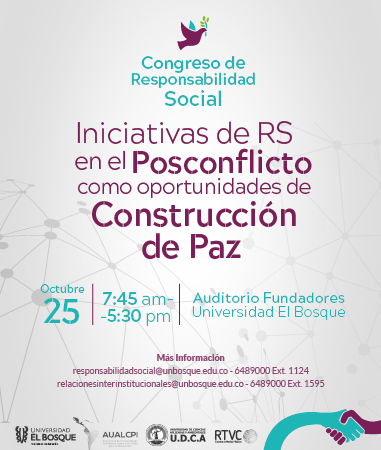 Congreso de
Responsabilidad
Social
Iniciativas de RS
en el Posconflicto
como oportunidades de
Construcción
de Paz
Octubre
25
7:45 am-
-5:30 pm
Auditorio Fundadores
Universidad El Bosque
Más Información
responsabilidadsocial@unbosque.edu.co - 6489000 Ext. 1124
relacionesinterinstitucionales@unbosque.edu.co - 6489000 Ext. 1595
UNIVERSIDAD
EL BOSQUE
AUALCPI
U.D.C.A
RTVC